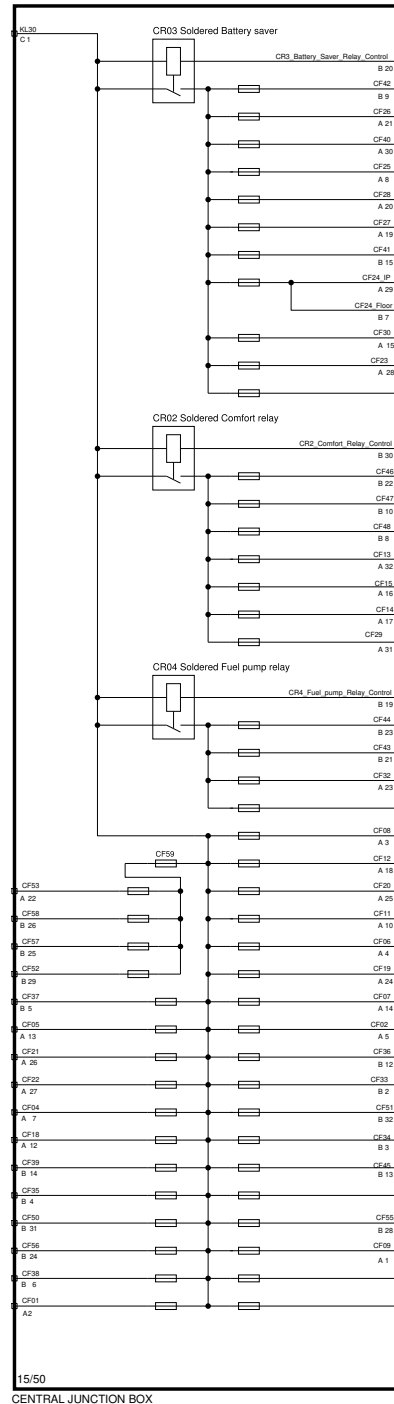 KL30
C 1
CR03 Soldered Battery saver
CR3_Battery_Saver_Relay_Control
B 20
CF42
B 9
CF26
A 21
CF40
A 30
CF25
A 8
CF28
A 20
CF27
A 19
CF41
B 15
CF24_IP
A 29
CF24_Floor
B 7
CF30
A 15
CF23
A 28
CR02 Soldered Comfort relay
CR2_Comfort_Relay_Control
B 30
CF46
B 22
CF47
B 10
CF48
B 8
CF13
A 32
CF15
A 16
CF14
A 17
CF29
A 31
CR04 Soldered Fuel pump relay
CR4_Fuel_pump_Relay_Control
B 19
CF44
B 23
CF43
B 21
CF32
A 23
CF08
A 3
CF59
CF12
A 18
CF53
A 22
CF20
A 25
CF58
B 26
CF11
A 10
CF57
B 25
CF06
A 4
CF52
B 29
CF19
A 24
CF37
B 5
CF07
A 14
CF05
A 13
CF02
A 5
CF21
A 26
CF36
B 12
CF22
A 27
CF33
B 2
CF04
A 7
CF51
B 32
CF18
A 12
CF34
B 3
CF39
B 14
CF45
B 13
CF35
B 4
CF50
B 31
CF55
B 28
CF56
B 24
CF09
A 1
CF38
B 6
CF01
A2
15/50
CENTRAL JUNCTION BOX